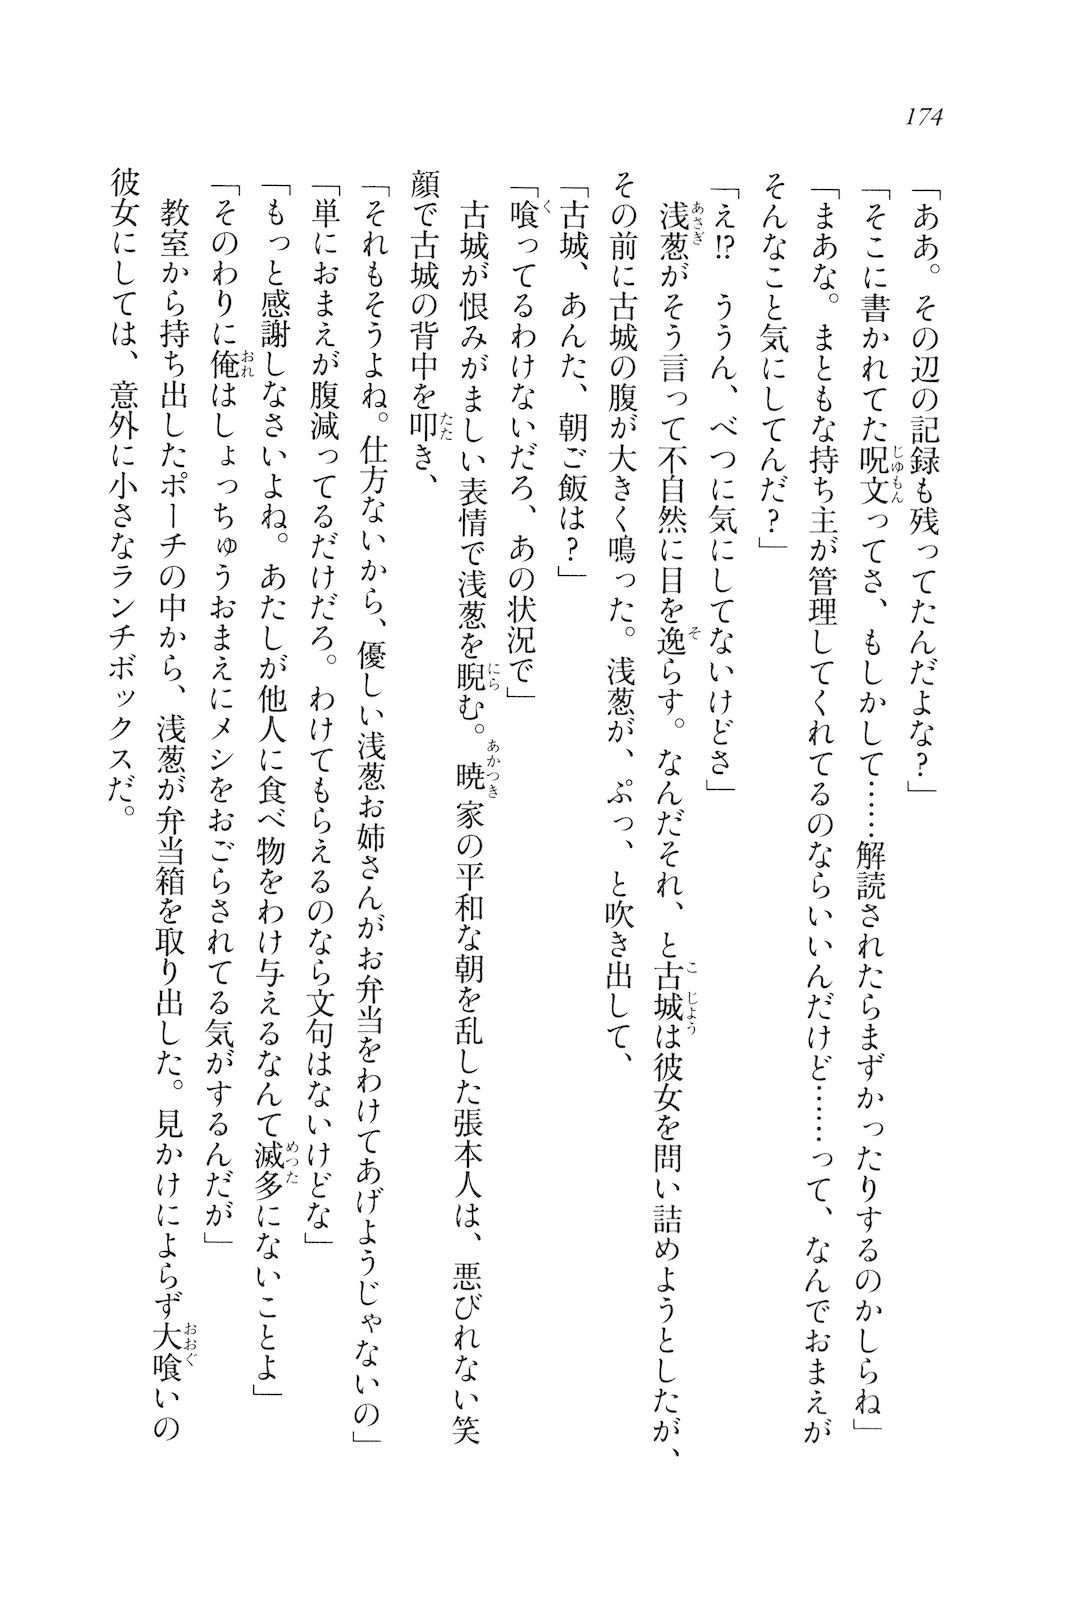 174
「ああ。その辺の記録も残ってたんだよな？」
「そこに書かれてた呪文ってさ、もしかして……解読されたらまずかったりするのかしらね」
「まあな。まともな持ち主が管理してくれてるのならいいんだけど……って、なんでおまえが
そんなこと気にしてんだ？」
「え!?　ううん、べつに気にしてないけどさ」
　浅葱がそう言って不自然に目を逸らす。なんだそれ、と古城は彼女を問い詰めようとしたが、
その前に古城の腹が大きく鳴った。浅葱が、ぷっ、と吹き出して、
「古城、あんた、朝ご飯は？」
「喰ってるわけないだろ、あの状況で」
　古城が恨みがましい表情で浅葱を睨む。暁家の平和な朝を乱した張本人は、悪びれない笑
顔で古城の背中を叩き、
「それもそうよね。仕方ないから、優しい浅葱お姉さんがお弁当をわけてあげようじゃないの」
「単におまえが腹減ってるだけだろ。わけてもらえるのなら文句はないけどな」
「もっと感謝しなさいよね。あたしが他人に食べ物をわけ与えるなんて滅多にないことよ」
「そのわりに俺はしょっちゅうおまえにメシをおごらされてる気がするんだが」
　教室から持ち出したポーチの中から、浅葱が弁当箱を取り出した。見かけによらず大喰いの
彼女にしては、意外に小さなランチボックスだ。